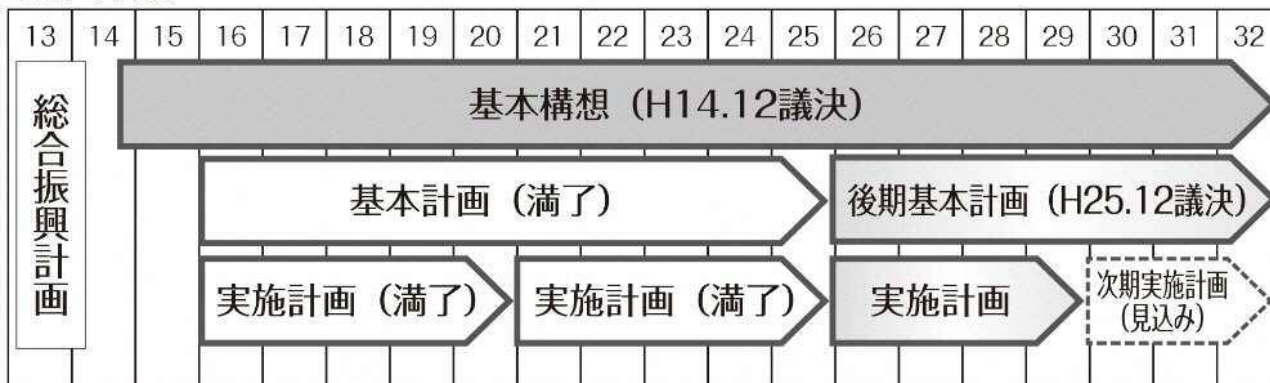 13 14 15 16 17 18 19 20 21 22 23 24 25 26 27 28 29 30 31 32
総合振興計画
基本構想（H14.12議決）
基本計画（満了）
後期基本計画（H25.12議決）
実施計画（満了）
実施計画（満了）
実施計画
次期実施計画
（見込み）